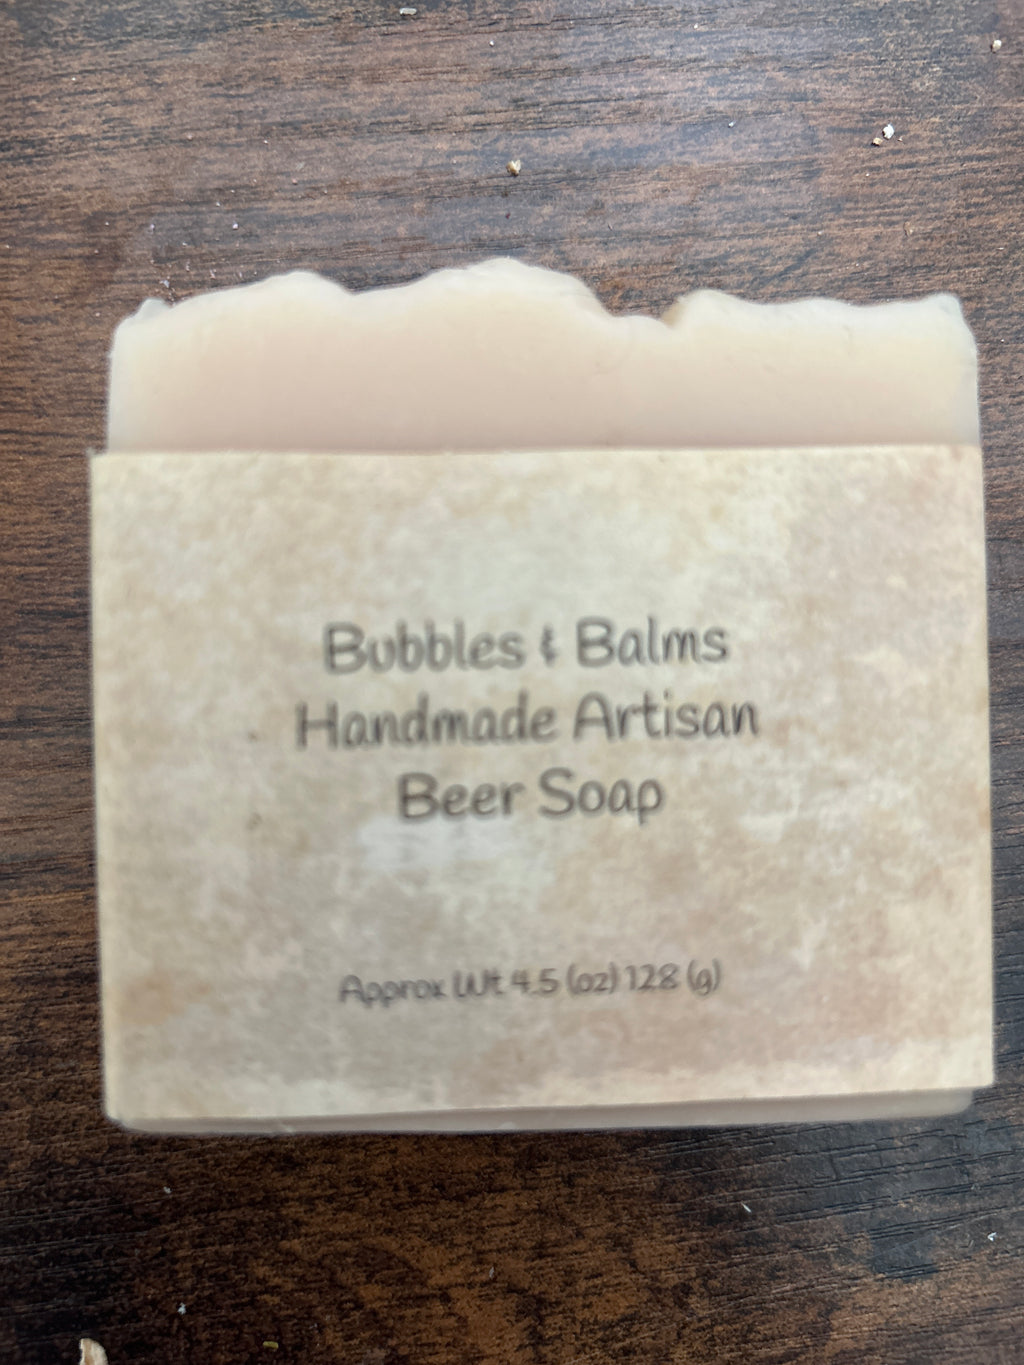 Bubbles & Balms
Handmade Artisan
Beer Soap
Approx Wt 4.5 (oz) 128 (g)